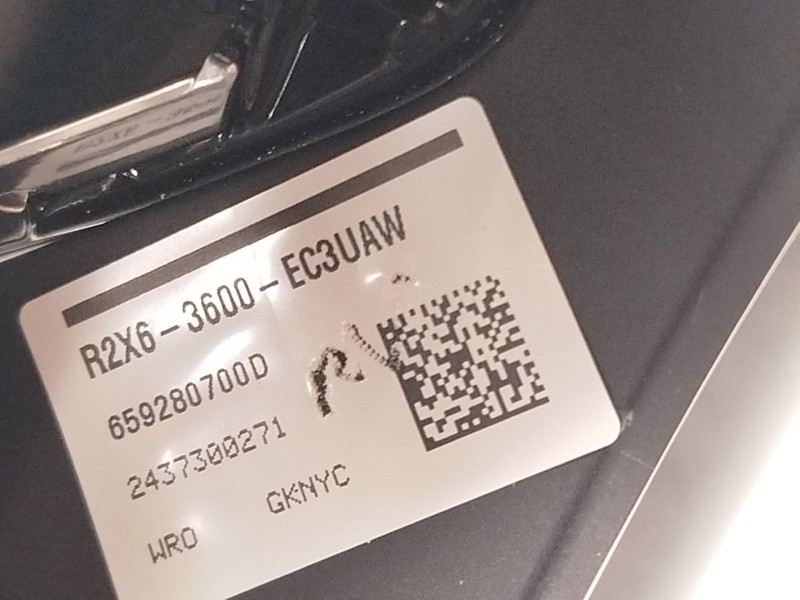 R2X6-3600-EC3UAW
659280700D
2437300271
WRO GKNYC